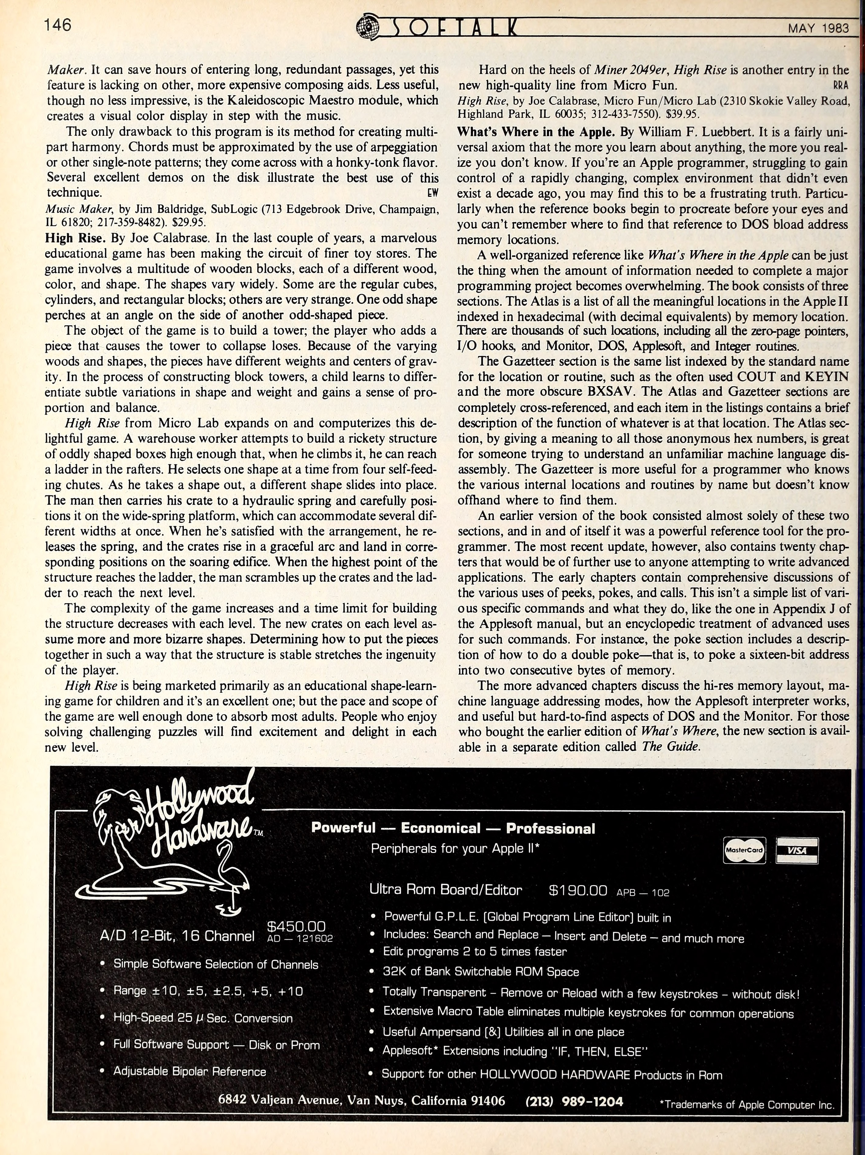 146
SOFTALK
MAY 1983
Maker. It can save hours of entering long, redundant passages, yet this
feature is lacking on other, more expensive composing aids. Less useful,
though no less impressive, is the Kaleidoscopic Maestro module, which
creates a visual color display in step with the music.
The only drawback to this program is its method for creating multi-
part harmony. Chords must be approximated by the use of arpeggiation
or other single-note patterns; they come across with a honky-tonk flavor.
Several excellent demos on the disk illustrate the best use of this
technique. EW
Music Maker, by Jim Baldridge, SubLogic (713 Edgebrook Drive, Champaign,
IL 61820; 217-359-8482). $29.95.
High Rise. By Joe Calabrase. In the last couple of years, a marvelous
educational game has been making the circuit of finer toy stores. The
game involves a multitude of wooden blocks, each of a different wood,
color, and shape. The shapes vary widely. Some are the regular cubes,
cylinders, and rectangular blocks; others are very strange. One odd shape
perches at an angle on the side of another odd-shaped piece.
The object of the game is to build a tower; the player who adds a
piece that causes the tower to collapse loses. Because of the varying
woods and shapes, the pieces have different weights and centers of grav-
ity. In the process of constructing block towers, a child learns to differ-
entiate subtle variations in shape and weight and gains a sense of pro-
portion and balance.
High Rise from Micro Lab expands on and computerizes this de-
lightful game. A warehouse worker attempts to build a rickety structure
of oddly shaped boxes high enough that, when he climbs it, he can reach
a ladder in the rafters. He selects one shape at a time from four self-feed-
ing chutes. As he takes a shape out, a different shape slides into place.
The man then carries his crate to a hydraulic spring and carefully posi-
tions it on the wide-spring platform, which can accommodate several dif-
ferent widths at once. When he's satisfied with the arrangement, he re-
leases the spring, and the crates rise in a graceful arc and land in corre-
sponding positions on the soaring edifice. When the highest point of the
structure reaches the ladder, the man scrambles up the crates and the lad-
der to reach the next level.
The complexity of the game increases and a time limit for building
the structure decreases with each level. The new crates on each level as-
sume more and more bizarre shapes. Determining how to put the pieces
together in such a way that the structure is stable stretches the ingenuity
of the player.
High Rise is being marketed primarily as an educational shape-learn-
ing game for children and it's an excellent one; but the pace and scope of
the game are well enough done to absorb most adults. People who enjoy
solving challenging puzzles will find excitement and delight in each
new level.
Hard on the heels of Miner 2049er, High Rise is another entry in the
new high-quality line from Micro Fun. RRA
High Rise, by Joe Calabrase, Micro Fun/Micro Lab (2310 Skokie Valley Road,
Highland Park, IL 60035; 312-433-7550). $39.95.
What's Where in the Apple. By William F. Luebbert. It is a fairly uni-
versal axiom that the more you learn about anything, the more you real-
ize you don't know. If you're an Apple programmer, struggling to gain
control of a rapidly changing, complex environment that didn't even
exist a decade ago, you may find this to be a frustrating truth. Particu-
larly when the reference books begin to procreate before your eyes and
you can't remember where to find that reference to DOS bload address
memory locations.
A well-organized reference like What's Where in the Apple can be just
the thing when the amount of information needed to complete a major
programming project becomes overwhelming. The book consists of three
sections. The Atlas is a list of all the meaningful locations in the Apple II
indexed in hexadecimal (with decimal equivalents) by memory location.
There are thousands of such locations, including all the zero-page pointers,
I/O hooks, and Monitor, DOS, Applesoft, and Integer routines.
The Gazetteer section is the same list indexed by the standard name
for the location or routine, such as the often used COUT and KEYIN
and the more obscure BXSAV. The Atlas and Gazetteer sections are
completely cross-referenced, and each item in the listings contains a brief
description of the function of whatever is at that location. The Atlas sec-
tion, by giving a meaning to all those anonymous hex numbers, is great
for someone trying to understand an unfamiliar machine language dis-
assembly. The Gazetteer is more useful for a programmer who knows
the various internal locations and routines by name but doesn't know
offhand where to find them.
An earlier version of the book consisted almost solely of these two
sections, and in and of itself it was a powerful reference tool for the pro-
grammer. The most recent update, however, also contains twenty chap-
ters that would be of further use to anyone attempting to write advanced
applications. The early chapters contain comprehensive discussions of
the various uses of peeks, pokes, and calls. This isn't a simple list of vari-
ous specific commands and what they do, like the one in Appendix J of
the Applesoft manual, but an encyclopedic treatment of advanced uses
for such commands. For instance, the poke section includes a descrip-
tion of how to do a double poke—that is, to poke a sixteen-bit address
into two consecutive bytes of memory.
The more advanced chapters discuss the hi-res memory layout, ma-
chine language addressing modes, how the Applesoft interpreter works,
and useful but hard-to-find aspects of DOS and the Monitor. For those
who bought the earlier edition of What's Where, the new section is avail-
able in a separate edition called The Guide.
Hollywood
Hardware TM
Powerful — Economical — Professional
Peripherals for your Apple II*
MasterCard
VISA
A/D 12-Bit, 16 Channel $450.00
AD — 121602
• Simple Software Selection of Channels
• Range ±10, ±5, ±2.5, +5, +10
• High-Speed 25 µ Sec. Conversion
• Full Software Support — Disk or Prom
• Adjustable Bipolar Reference
Ultra Rom Board/Editor $190.00 APB — 102
• Powerful G.P.L.E. [Global Program Line Editor] built in
• Includes: Search and Replace — Insert and Delete — and much more
• Edit programs 2 to 5 times faster
• 32K of Bank Switchable ROM Space
• Totally Transparent – Remove or Reload with a few keystrokes – without disk!
• Extensive Macro Table eliminates multiple keystrokes for common operations
• Useful Ampersand [&] Utilities all in one place
• Applesoft* Extensions including "IF, THEN, ELSE"
• Support for other HOLLYWOOD HARDWARE Products in Rom
6842 Valjean Avenue, Van Nuys, California 91406 (213) 989-1204
*Trademarks of Apple Computer Inc.